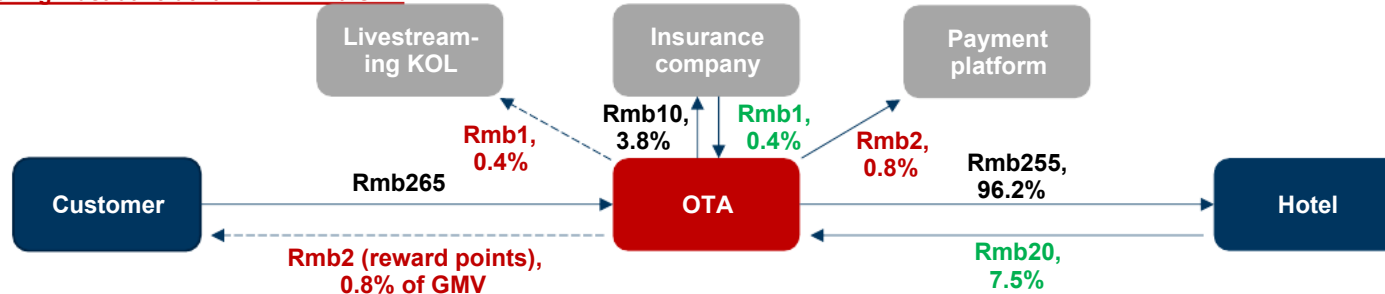 Livestream-
ing KOL
Insurance
company
Payment
platform
Rmb10,
3.8%
Rmb1,
0.4%
Rmb1,
0.4%
Rmb2,
0.8%
Rmb255,
96.2%
Rmb265
Customer
OTA
Hotel
Rmb2 (reward points),
0.8% of GMV
Rmb20,
7.5%